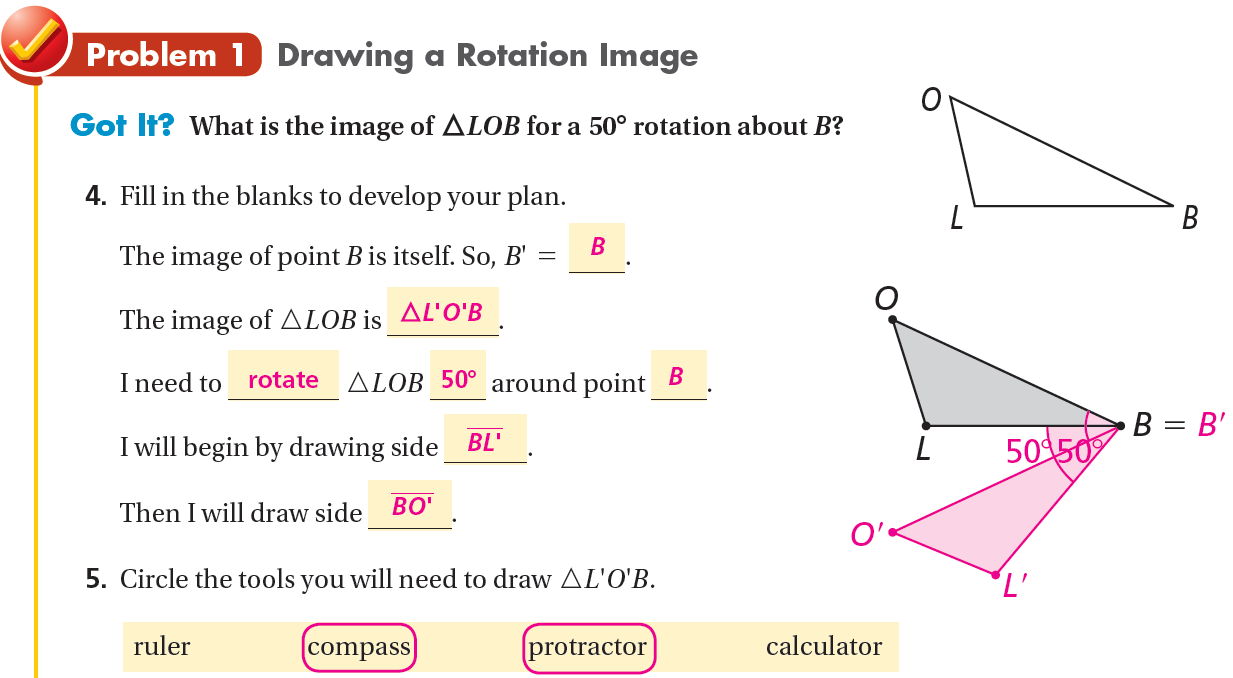 Problem 1 Drawing a Rotation Image
Got It? What is the image of △LOB for a 50° rotation about B?
O
L
B
4. Fill in the blanks to develop your plan.
The image of point B is itself. So, B' = B.
The image of △LOB is △L'O'B.
I need to rotate △LOB 50° around point B.
I will begin by drawing side B̅L̅'̅.
Then I will draw side B̅O̅'̅.
O
L
B = B'
50° 50°
O'
L'
5. Circle the tools you will need to draw △L'O'B.
ruler compass protractor calculator